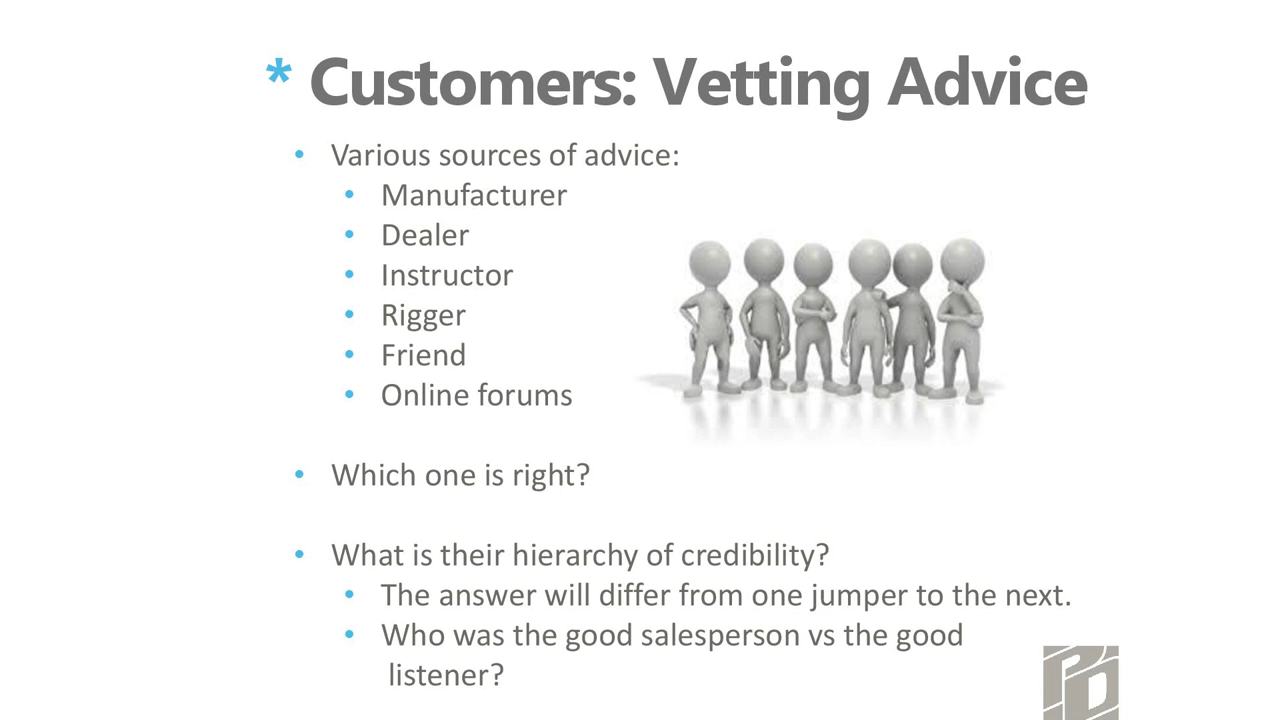 * Customers: Vetting Advice
• Various sources of advice:
• Manufacturer
• Dealer
• Instructor
• Rigger
• Friend
• Online forums
• Which one is right?
• What is their hierarchy of credibility?
• The answer will differ from one jumper to the next.
• Who was the good salesperson vs the good
listener?
PD